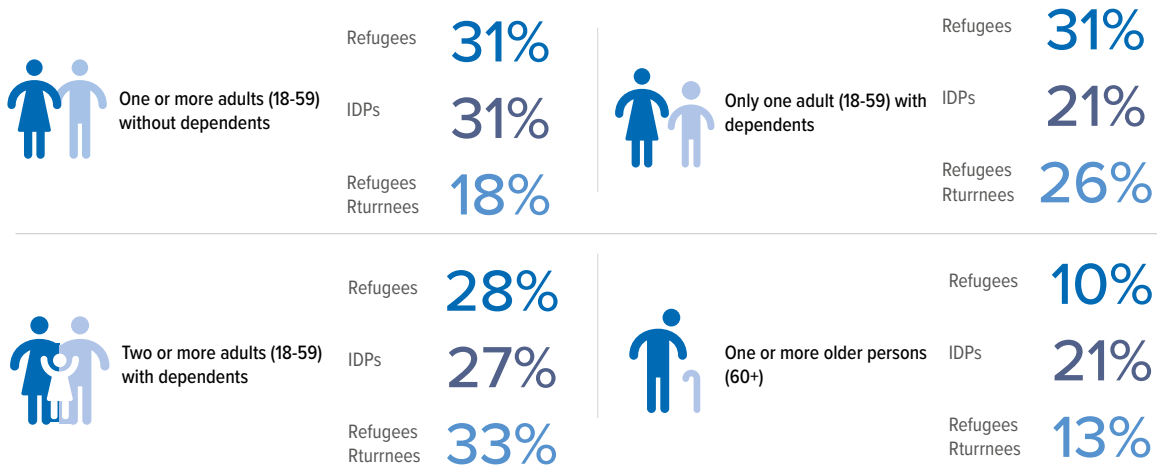 One or more adults (18-59)
without dependents
Refugees
31%
IDPs
31%
Refugees
Rturrnees
18%
Only one adult (18-59) with
dependents
Refugees
31%
IDPs
21%
Refugees
Rturrnees
26%
Two or more adults (18-59)
with dependents
Refugees
28%
IDPs
27%
Refugees
Rturrnees
33%
One or more older persons
(60+)
Refugees
10%
IDPs
21%
Refugees
Rturrnees
13%